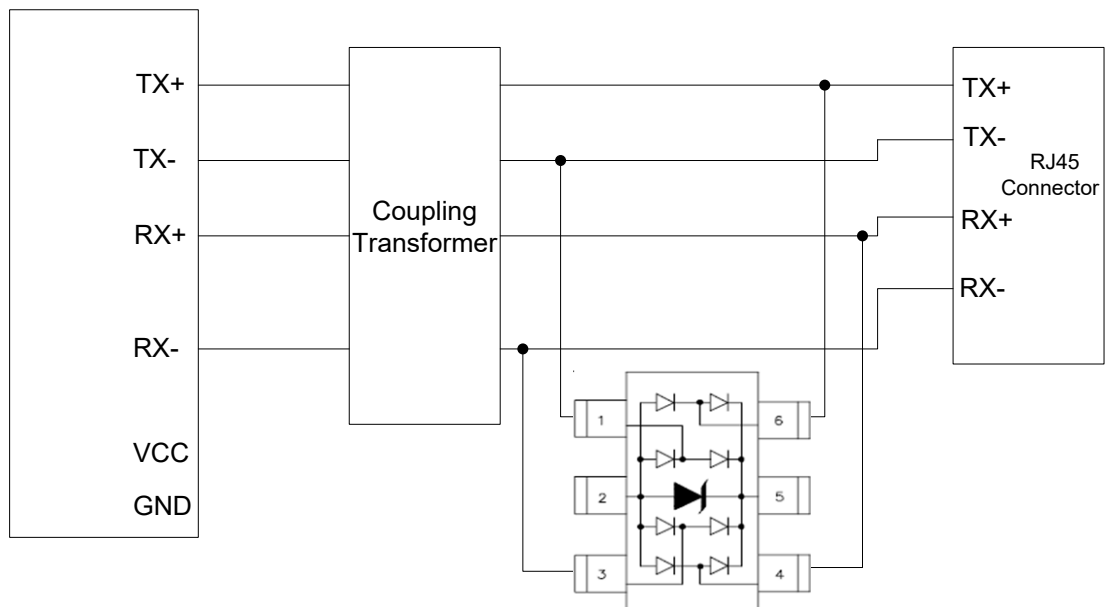 TX+
TX-
RX+
RX-
VCC
GND
Coupling
Transformer
TX+
TX-
RX+
RX-
RJ45
Connector
1
2
3
6
5
4